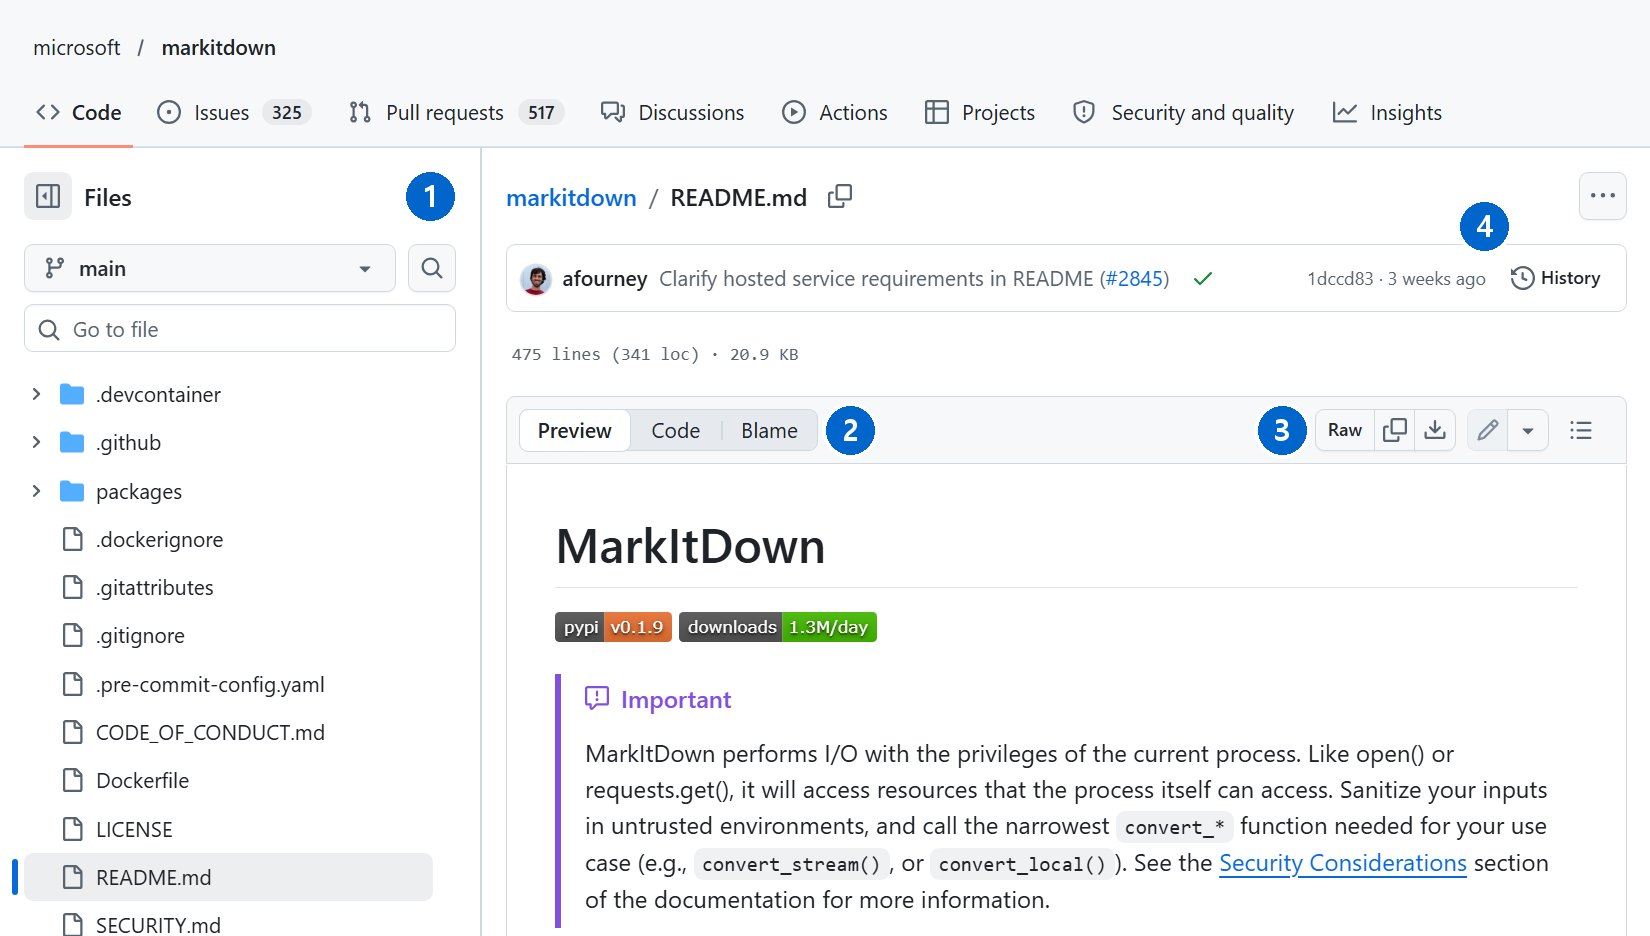 microsoft / markitdown
Code Issues 325 Pull requests 517 Discussions Actions Projects Security and quality Insights
Files 1
main
Go to file
.devcontainer
.github
packages
.dockerignore
.gitattributes
.gitignore
.pre-commit-config.yaml
CODE_OF_CONDUCT.md
Dockerfile
LICENSE
README.md
SECURITY.md
markitdown / README.md
4
afourney Clarify hosted service requirements in README (#2845) 1dccd83 · 3 weeks ago History
475 lines (341 loc) · 20.9 KB
Preview Code Blame 2 3 Raw
MarkItDown
pypi v0.1.9 downloads 1.3M/day
Important
MarkItDown performs I/O with the privileges of the current process. Like open() or
requests.get(), it will access resources that the process itself can access. Sanitize your inputs
in untrusted environments, and call the narrowest convert_* function needed for your use
case (e.g., convert_stream() , or convert_local() ). See the Security Considerations section
of the documentation for more information.